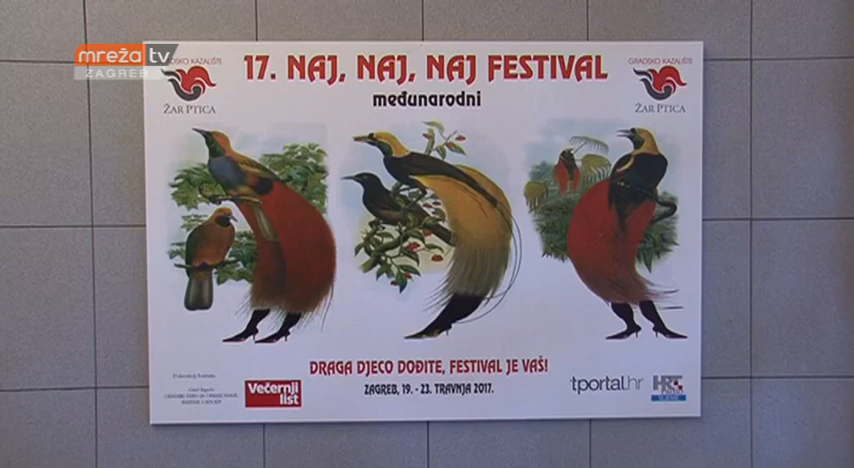 mreža tv
ZAGREB
GRADSKO KAZALIŠTE
ŽAR PTICA
17. NAJ, NAJ, NAJ FESTIVAL
međunarodni
GRADSKO KAZALIŠTE
ŽAR PTICA
DRAGA DJECO DOĐITE, FESTIVAL JE VAŠ!
ZAGREB, 19. - 23. TRAVNJA 2017.
Večernji
list
tportal.hr
HRT